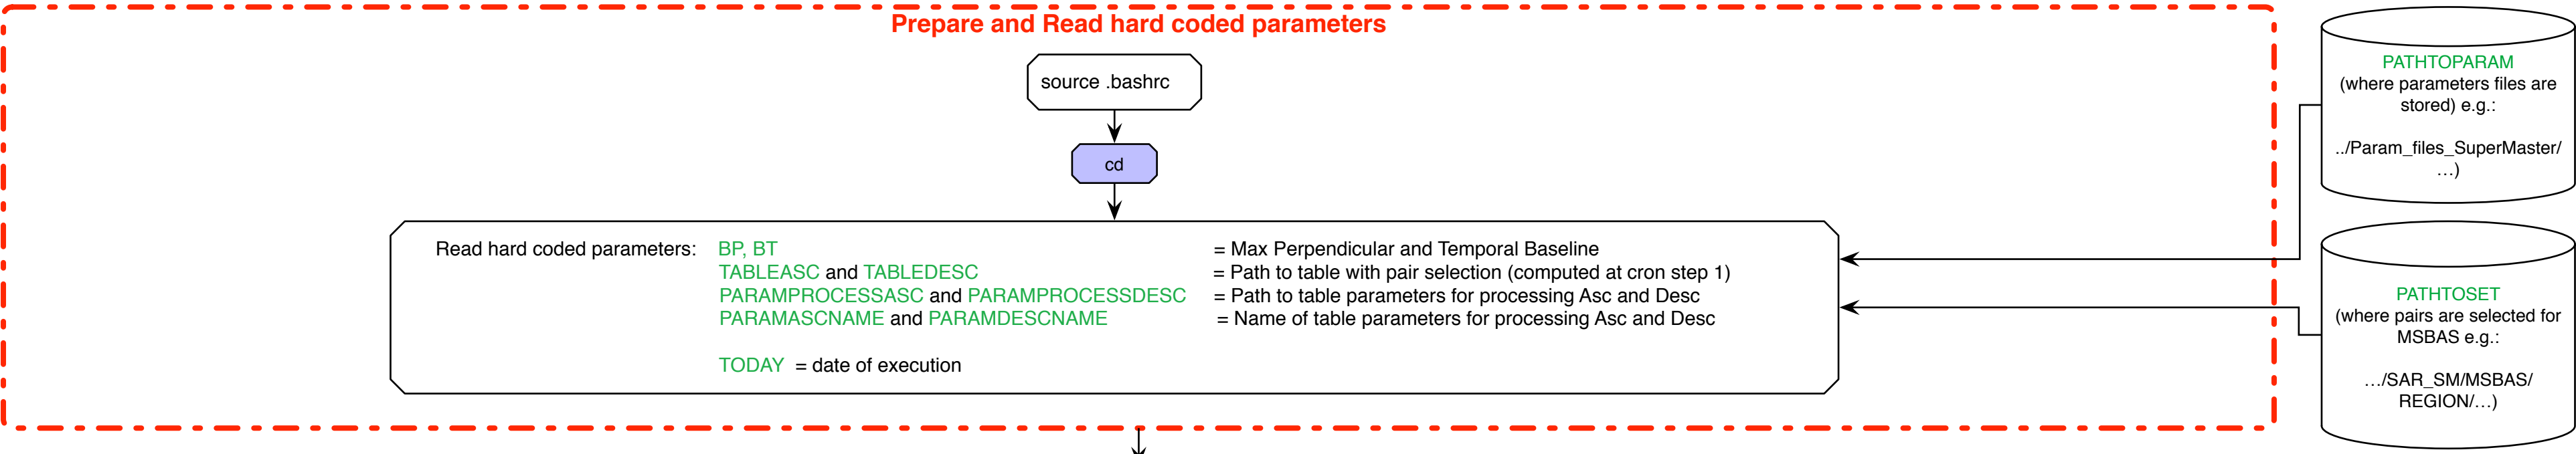 Prepare and Read hard coded parameters
source .bashrc
cd
Read hard coded parameters: BP, BT = Max Perpendicular and Temporal Baseline
TABLEASC and TABLEDESC = Path to table with pair selection (computed at cron step 1)
PARAMPROCESSASC and PARAMPROCESSDESC = Path to table parameters for processing Asc and Desc
PARAMASCNAME and PARAMDESCNAME = Name of table parameters for processing Asc and Desc
TODAY = date of execution
PATHTOPARAM
(where parameters files are
stored) e.g.:
../Param_files_SuperMaster/
…)
PATHTOSET
(where pairs are selected for
MSBAS e.g.:
…/SAR_SM/MSBAS/
REGION/…)